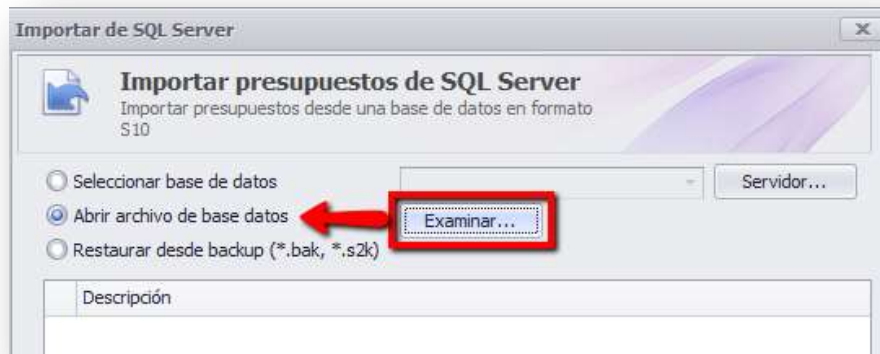 Importar de SQL Server
Importar presupuestos de SQL Server
Importar presupuestos desde una base de datos en formato
S10
Seleccionar base de datos
Servidor...
Abrir archivo de base datos
Examinar...
Restaurar desde backup (*.bak, *.s2k)
Descripción